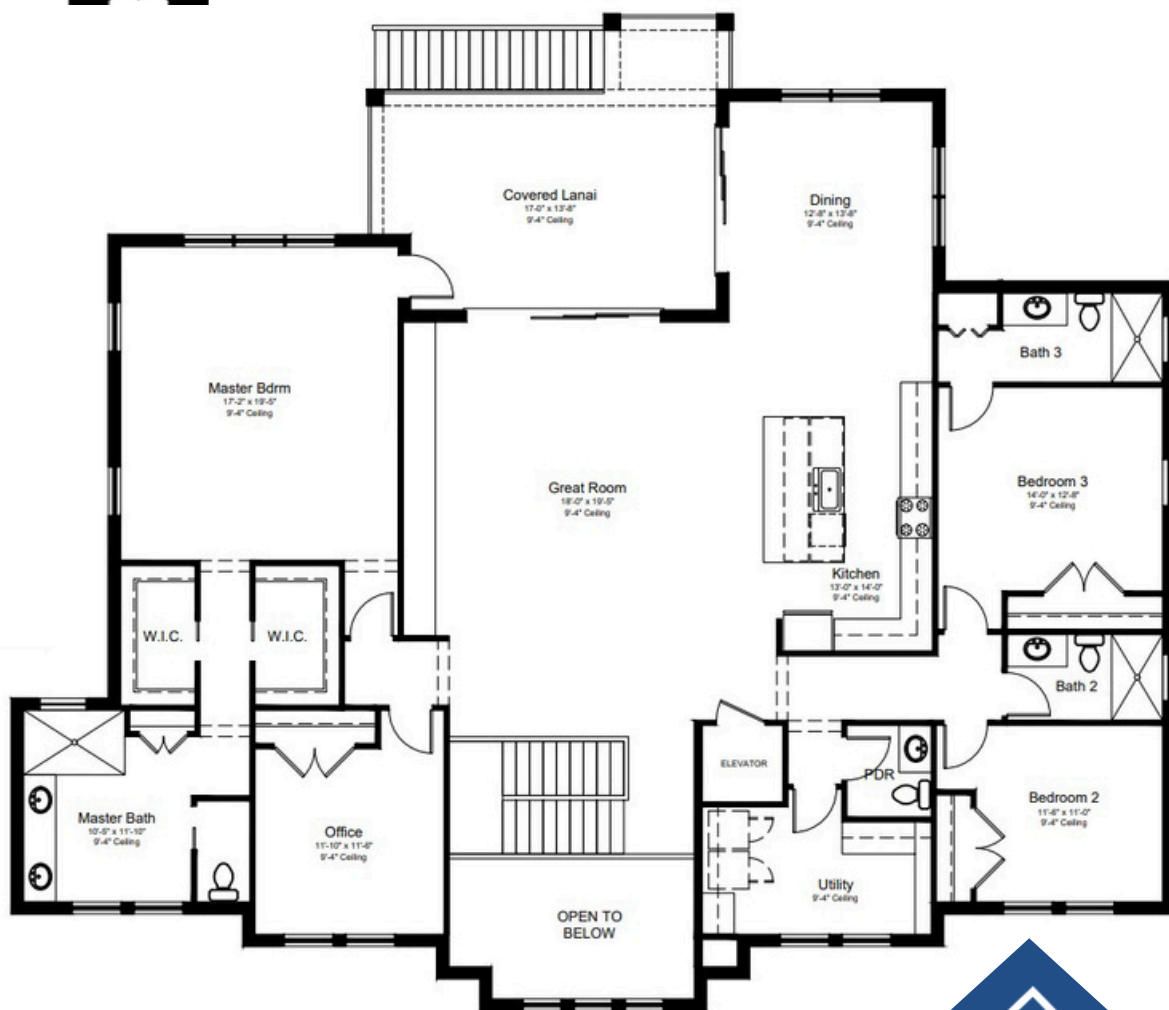 Covered Lanai
17'-0" x 13'-8"
9'-4" Ceiling
Dining
12'-8" x 13'-8"
9'-4" Ceiling
Bath 3
Master Bdrm
17'-2" x 19'-5"
9'-4" Ceiling
Great Room
18'-0" x 19'-5"
9'-4" Ceiling
Bedroom 3
14'-0" x 12'-8"
9'-4" Ceiling
Kitchen
13'-0" x 14'-0"
9'-4" Ceiling
W.I.C.
W.I.C.
Bath 2
ELEVATOR
PDR
Master Bath
10'-5" x 11'-10"
9'-4" Ceiling
Office
11'-10" x 11'-6"
9'-4" Ceiling
Bedroom 2
11'-6" x 11'-0"
9'-4" Ceiling
Utility
9'-4" Ceiling
OPEN TO
BELOW